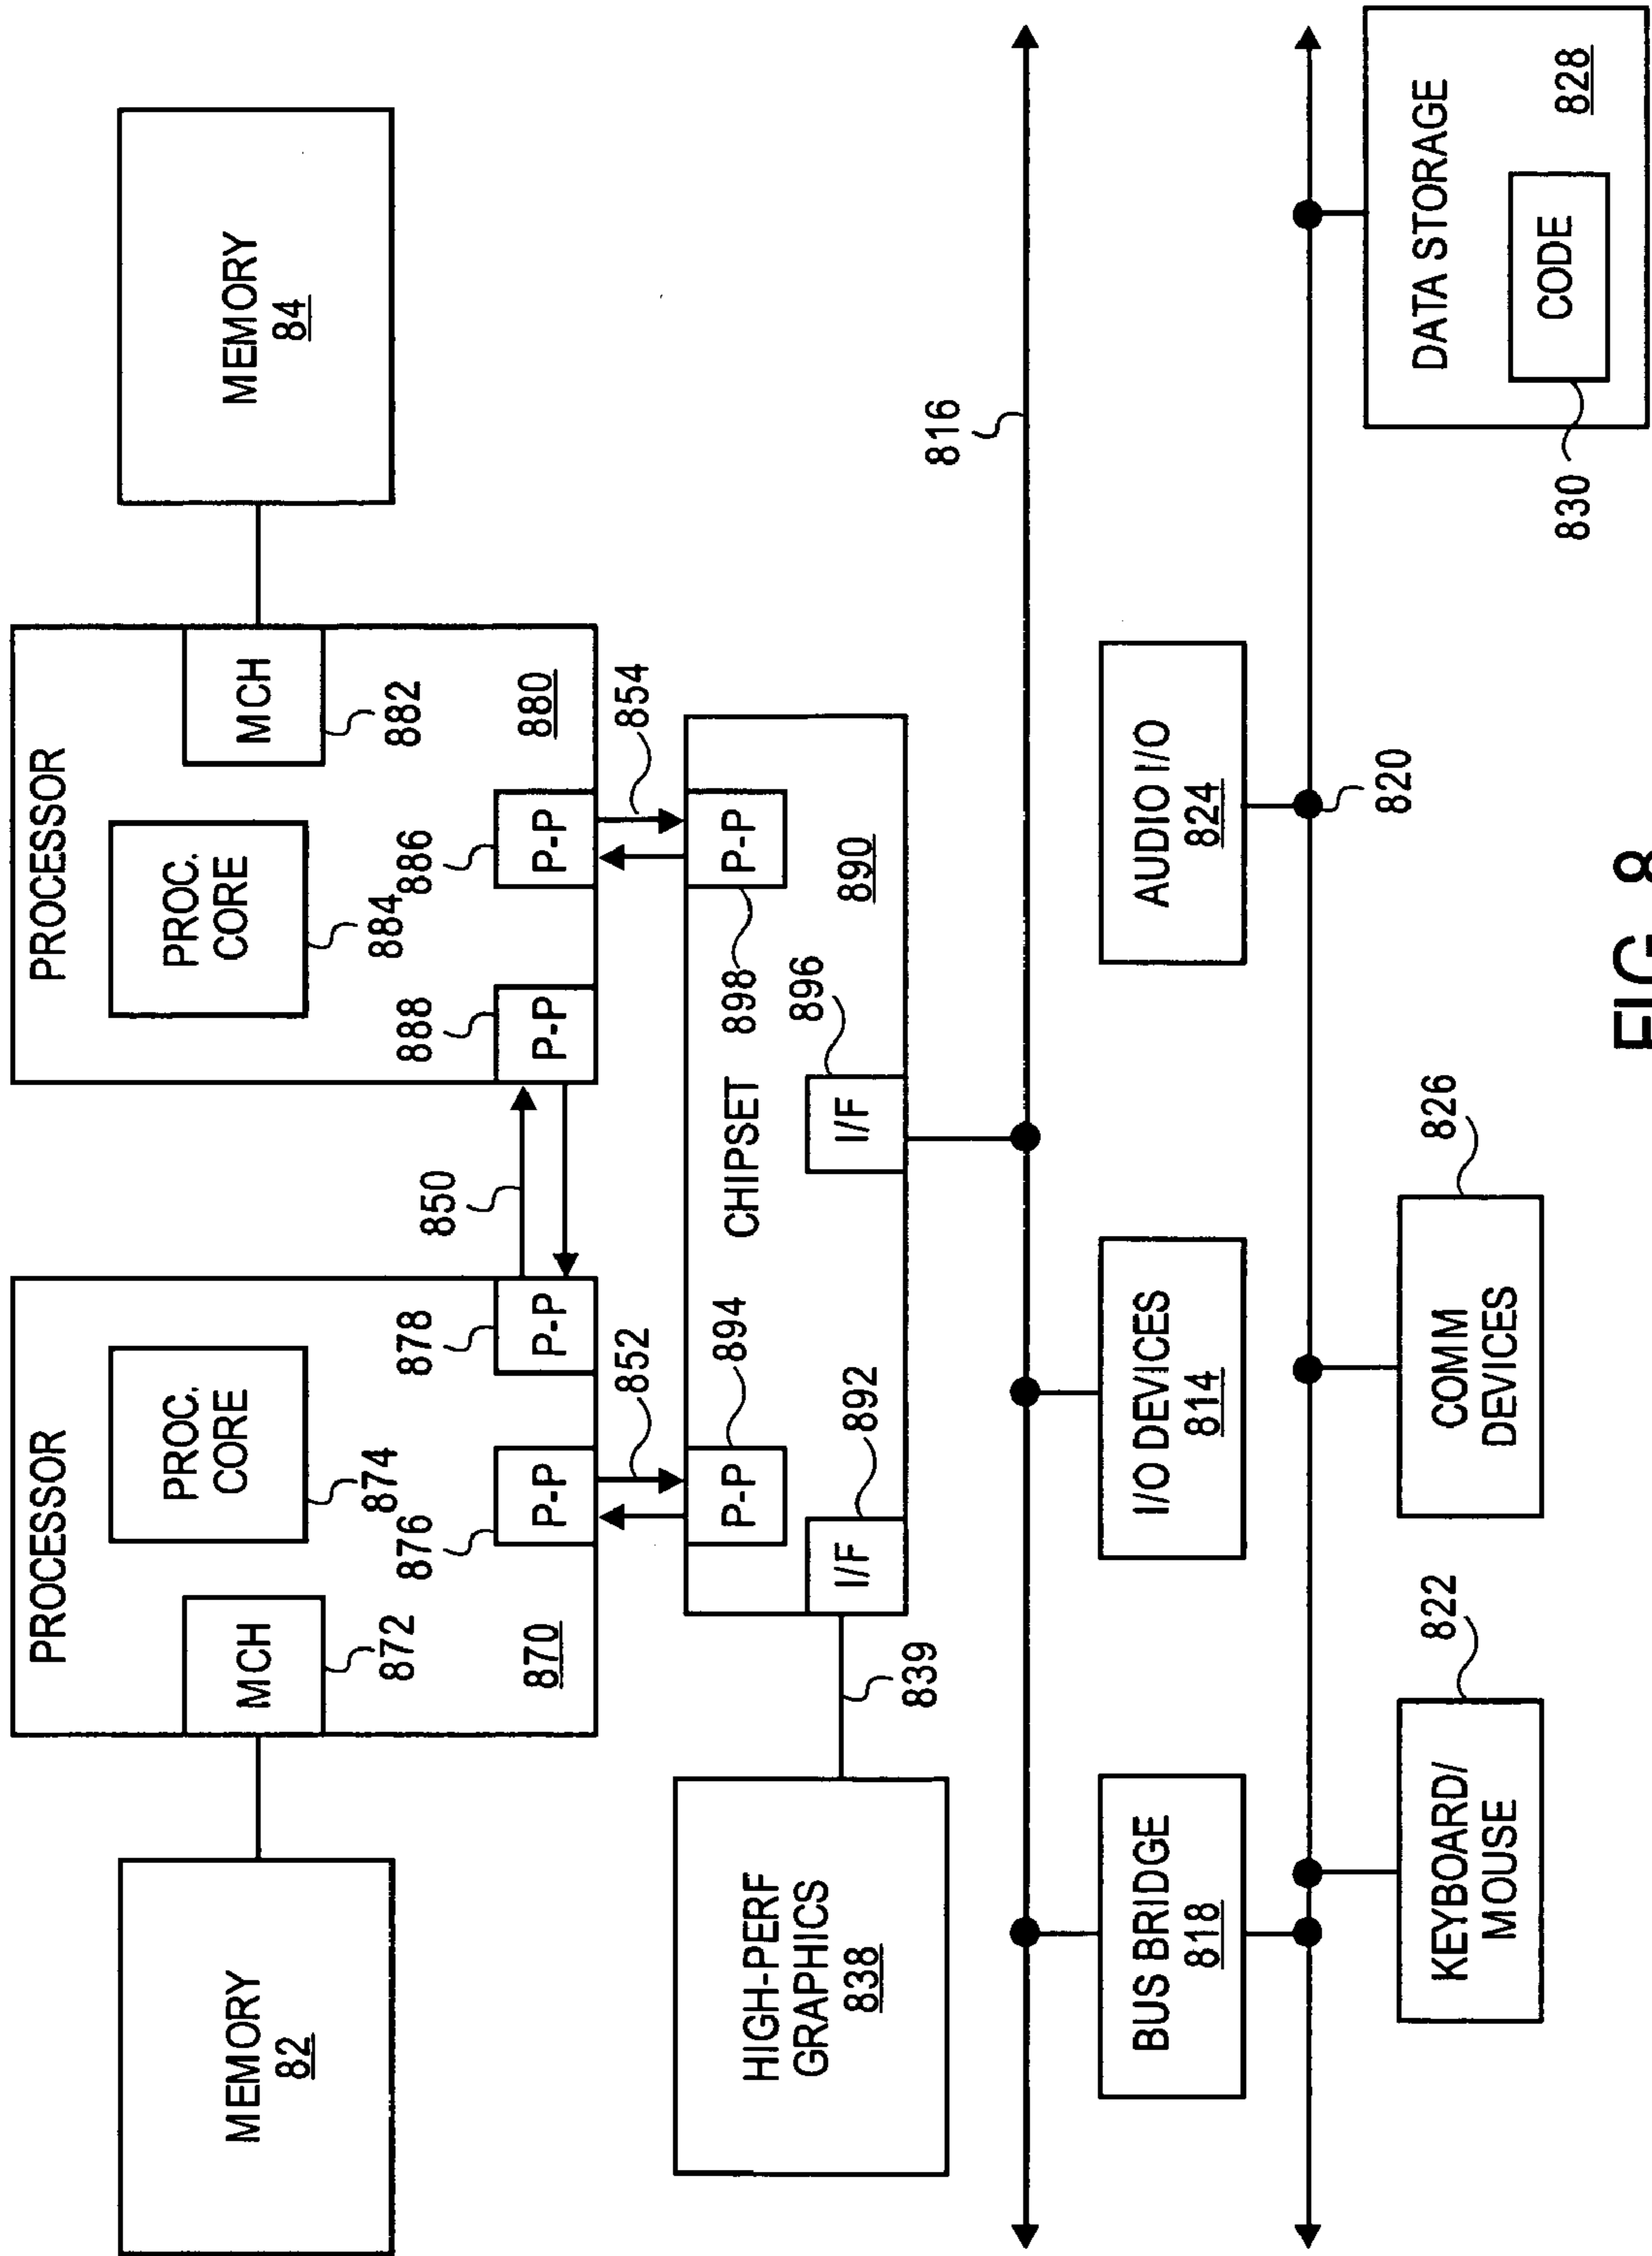 PROCESSOR
PROCESSOR
MEMORY
82
MCH
872
PROC.
CORE
874
870
876
P-P
878
P-P
850
888
P-P
PROC.
CORE
884
886
P-P
MCH
882
880
MEMORY
84
852
854
HIGH-PERF
GRAPHICS
838
839
I/F
892
P-P
894
CHIPSET
I/F
896
898
P-P
890
816
BUS BRIDGE
818
I/O DEVICES
814
AUDIO I/O
824
820
KEYBOARD/
MOUSE
822
COMM
DEVICES
826
DATA STORAGE
828
CODE
830
FIG. 8